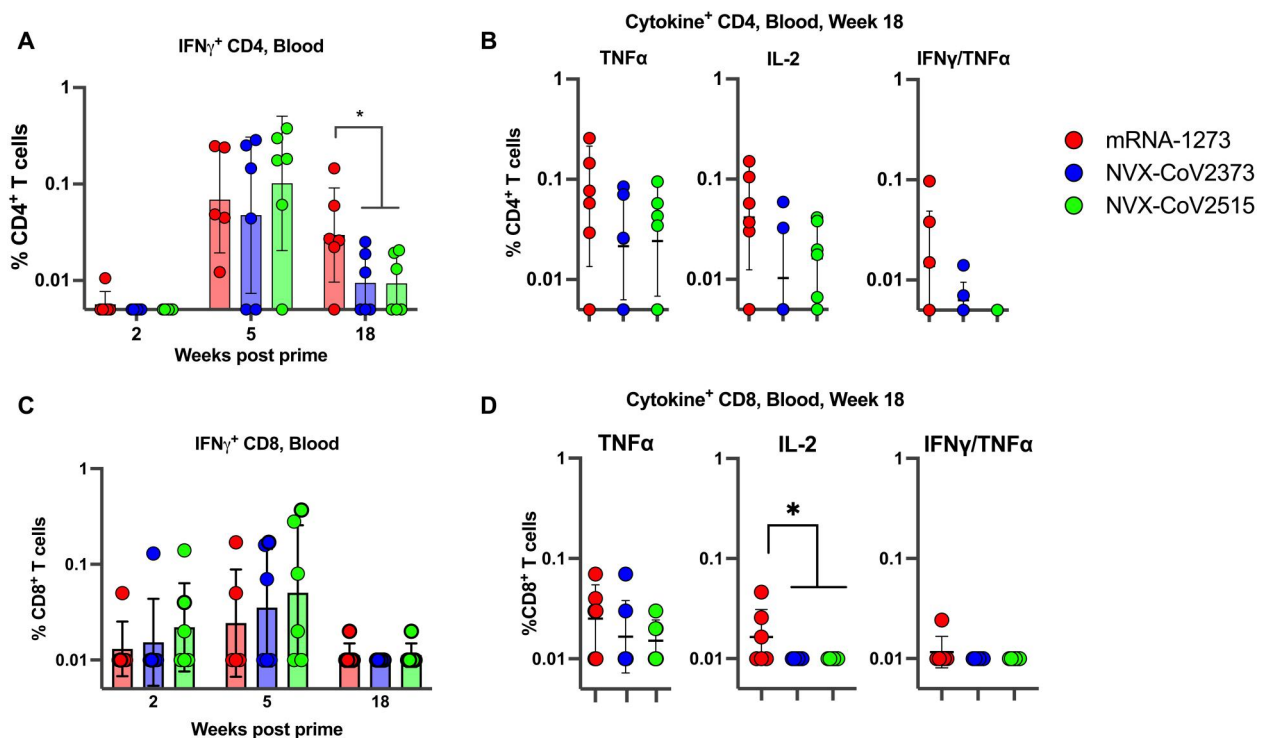 A
IFNγ+ CD4, Blood
% CD4+ T cells
1
0.1
0.01
2
5
18
*
Weeks post prime
B
Cytokine+ CD4, Blood, Week 18
TNFα
IL-2
IFNγ/TNFα
% CD4+ T cells
1
0.1
0.01
1
0.1
0.01
1
0.1
0.01
mRNA-1273
NVX-CoV2373
NVX-CoV2515
C
IFNγ+ CD8, Blood
% CD8+ T cells
1
0.1
0.01
2
5
18
Weeks post prime
D
Cytokine+ CD8, Blood, Week 18
TNFα
IL-2
IFNγ/TNFα
%CD8+ T cells
1
0.1
0.01
1
0.1
0.01
*
1
0.1
0.01